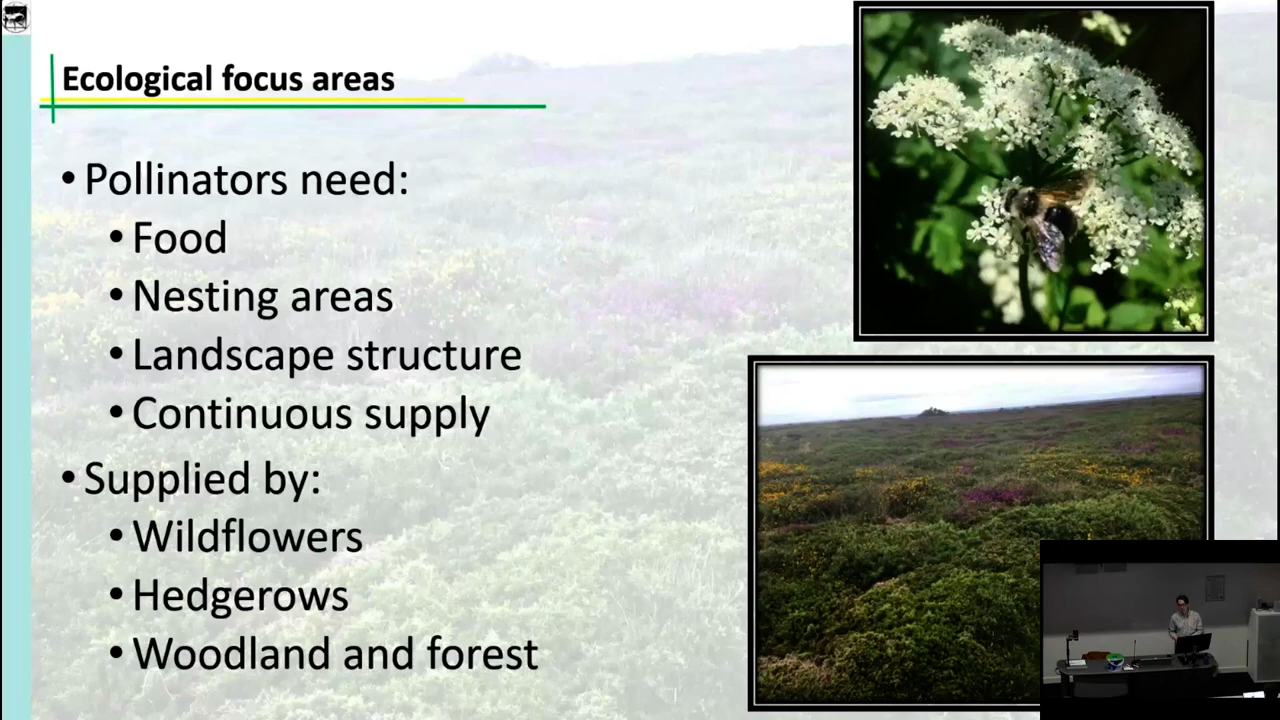 Ecological focus areas
• Pollinators need:
• Food
• Nesting areas
• Landscape structure
• Continuous supply
• Supplied by:
• Wildflowers
• Hedgerows
• Woodland and forest